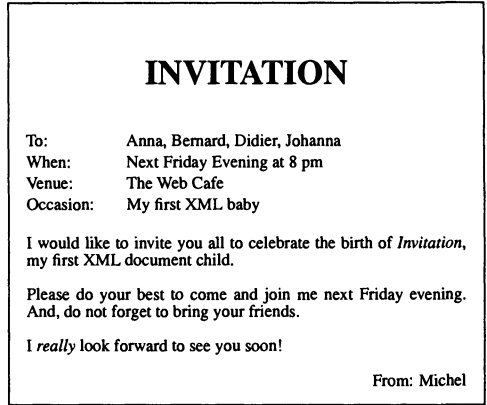 INVITATION
To: Anna, Bernard, Didier, Johanna
When: Next Friday Evening at 8 pm
Venue: The Web Cafe
Occasion: My first XML baby
I would like to invite you all to celebrate the birth of Invitation,
my first XML document child.
Please do your best to come and join me next Friday evening.
And, do not forget to bring your friends.
I really look forward to see you soon!
From: Michel